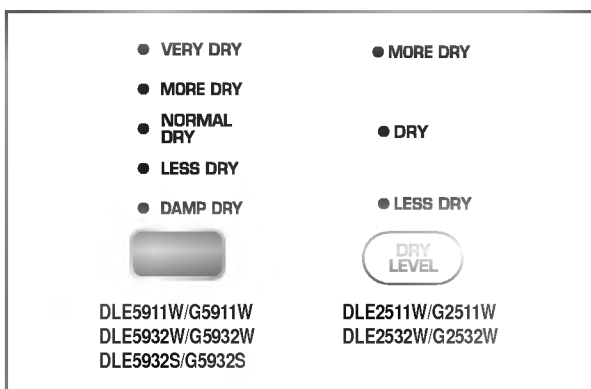 VERY DRY
MORE DRY
NORMAL
DRY
LESS DRY
DAMP DRY
DLE5911W/G5911W
DLE5932W/G5932W
DLE5932S/G5932S
MORE DRY
DRY
LESS DRY
DRY
LEVEL
DLE2511W/G2511W
DLE2532W/G2532W